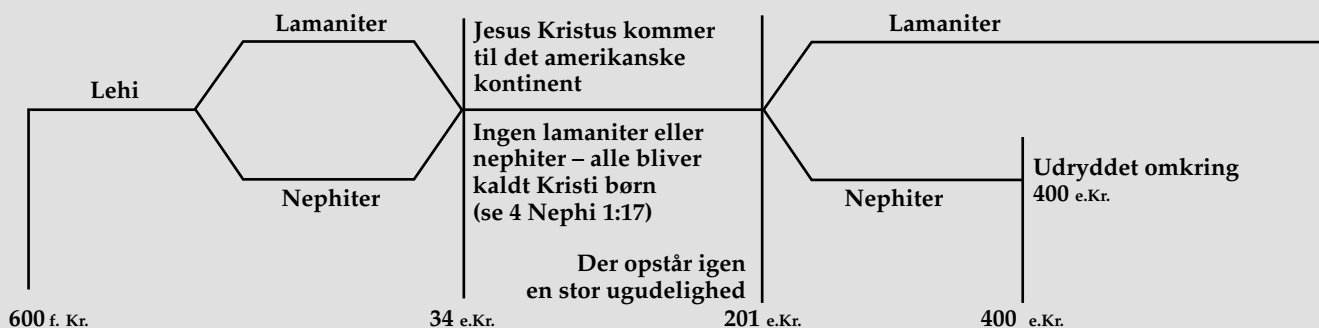 Lamaniter
Lehi
Nephiter
Jesus Kristus kommer
til det amerikanske
kontinent
Ingen lamaniter eller
nephiter – alle bliver
kaldt Kristi børn
(se 4 Nephi 1:17)
Der opstår igen
en stor ugudelighed
Lamaniter
Nephiter
Udryddet omkring
400 e.Kr.
600 f. Kr.
34 e.Kr.
201 e.Kr.
400 e.Kr.